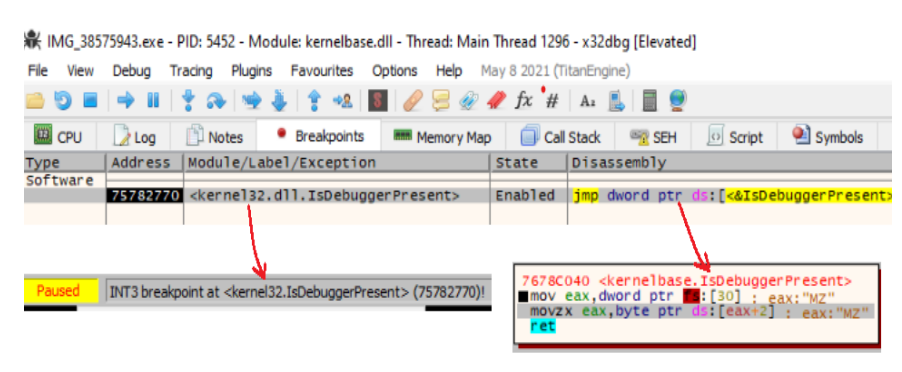 IMG_38575943.exe - PID: 5452 - Module: kernelbase.dll - Thread: Main Thread 1296 - x32dbg [Elevated]
File View Debug Tracing Plugins Favourites Options Help May 8 2021 (TitanEngine)
CPU Log Notes Breakpoints Memory Map Call Stack SEH Script Symbols
Type Address Module/Label/Exception State Disassembly
Software
75782770 <kernel32.dll.IsDebuggerPresent> Enabled jmp dword ptr ds:[<&IsDebuggerPresent>
Paused INT3 breakpoint at <kernel32.IsDebuggerPresent> (75782770)!
7678C040 <kernelbase.IsDebuggerPresent>
mov eax,dword ptr fs:[30] ; eax:"MZ"
movzx eax,byte ptr ds:[eax+2] ; eax:"MZ"
ret